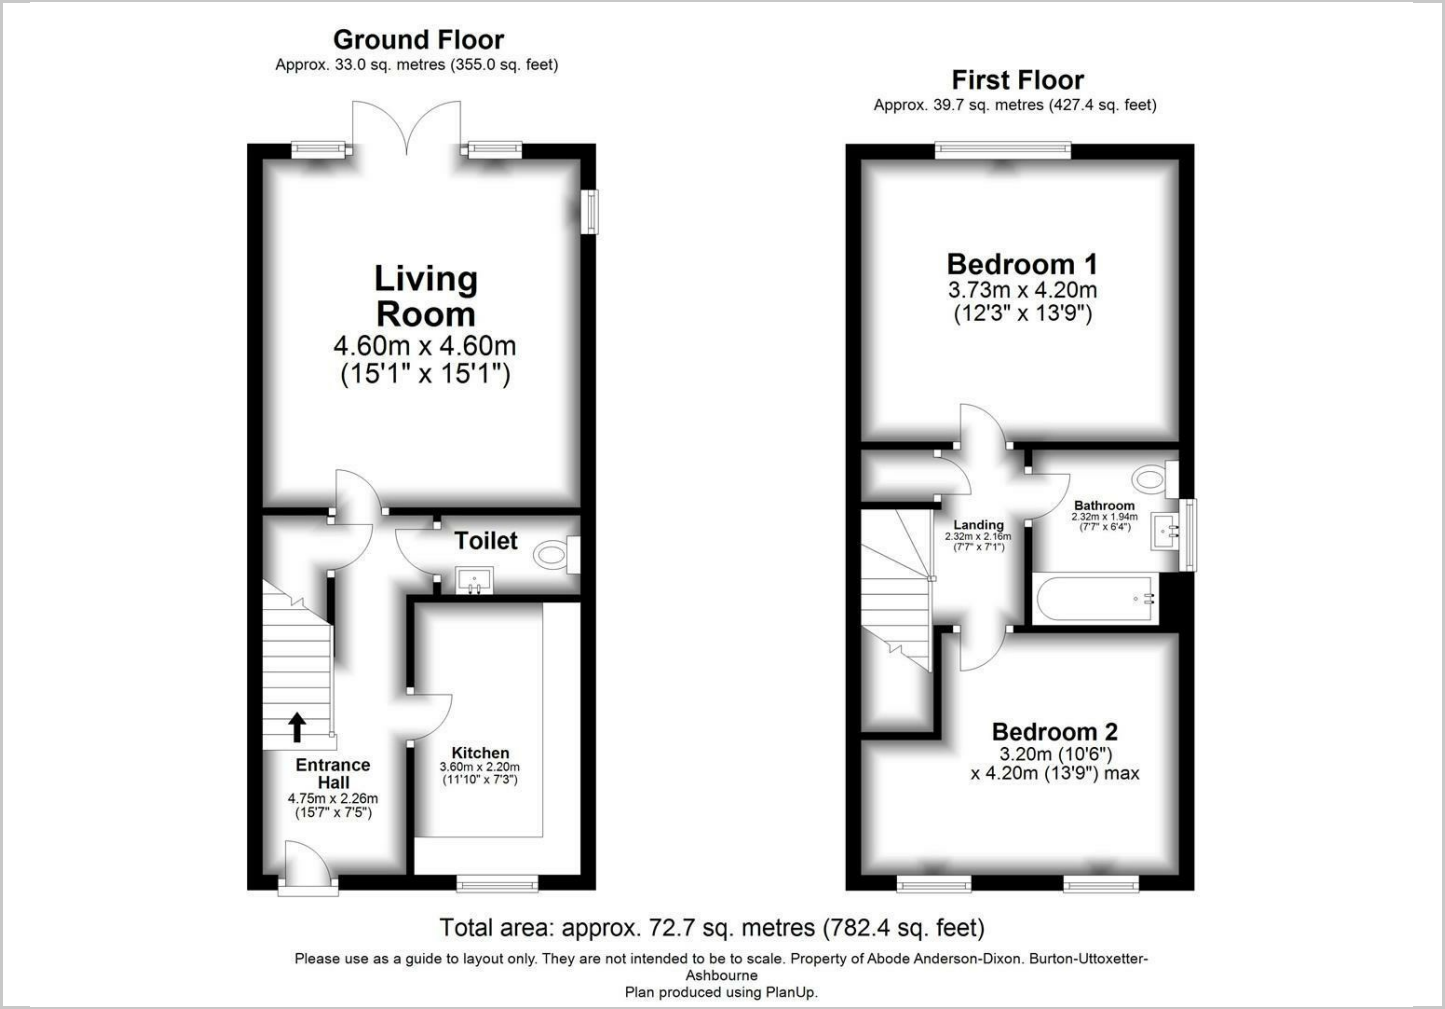 Ground Floor
Approx. 33.0 sq. metres (355.0 sq. feet)
Living
Room
4.60m x 4.60m
(15'1" x 15'1")
Toilet
Kitchen
3.60m x 2.20m
(11'10" x 7'3")
Entrance
Hall
4.75m x 2.26m
(15'7" x 7'5")
First Floor
Approx. 39.7 sq. metres (427.4 sq. feet)
Bedroom 1
3.73m x 4.20m
(12'3" x 13'9")
Bathroom
2.32m x 1.94m
(7'7" x 6'4")
Landing
2.32m x 2.16m
(7'7" x 7'1")
Bedroom 2
3.20m (10'6")
x 4.20m (13'9") max
Total area: approx. 72.7 sq. metres (782.4 sq. feet)
Please use as a guide to layout only. They are not intended to be to scale. Property of Abode Anderson-Dixon. Burton-Uttoxetter-
Ashbourne
Plan produced using PlanUp.